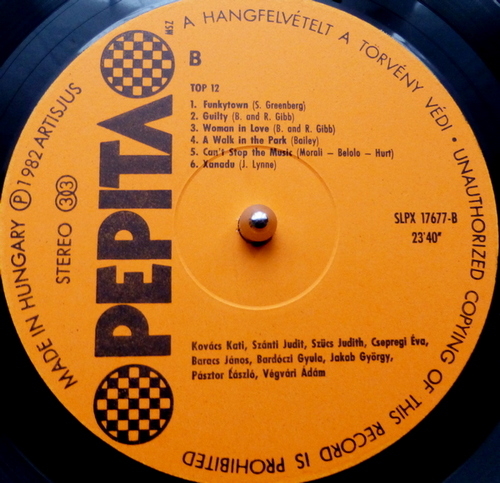 A HANGFELVÉTELT A TÖRVÉNY VÉDI • UNAUTHORIZED COPYING OF THIS RECORD IS PROHIBITED
MADE IN HUNGARY Ⓟ 1982 ARTISJUS
STEREO 33
PEPITA
MSZ
B
TOP 12
1. Funkytown (S. Greenberg)
2. Guilty (B. and R. Gibb)
3. Woman in Love (B. and R. Gibb)
4. A Walk in the Park (Bailey)
5. Can't Stop the Music (Morali – Belolo – Hurt)
6. Xanadu (J. Lynne)
SLPX 17677-B
23'40"
Kovács Kati, Szánti Judit, Szücs Judith, Csepregi Éva,
Baracs János, Bardóczi Gyula, Jakab György,
Pásztor László, Végvári Ádám